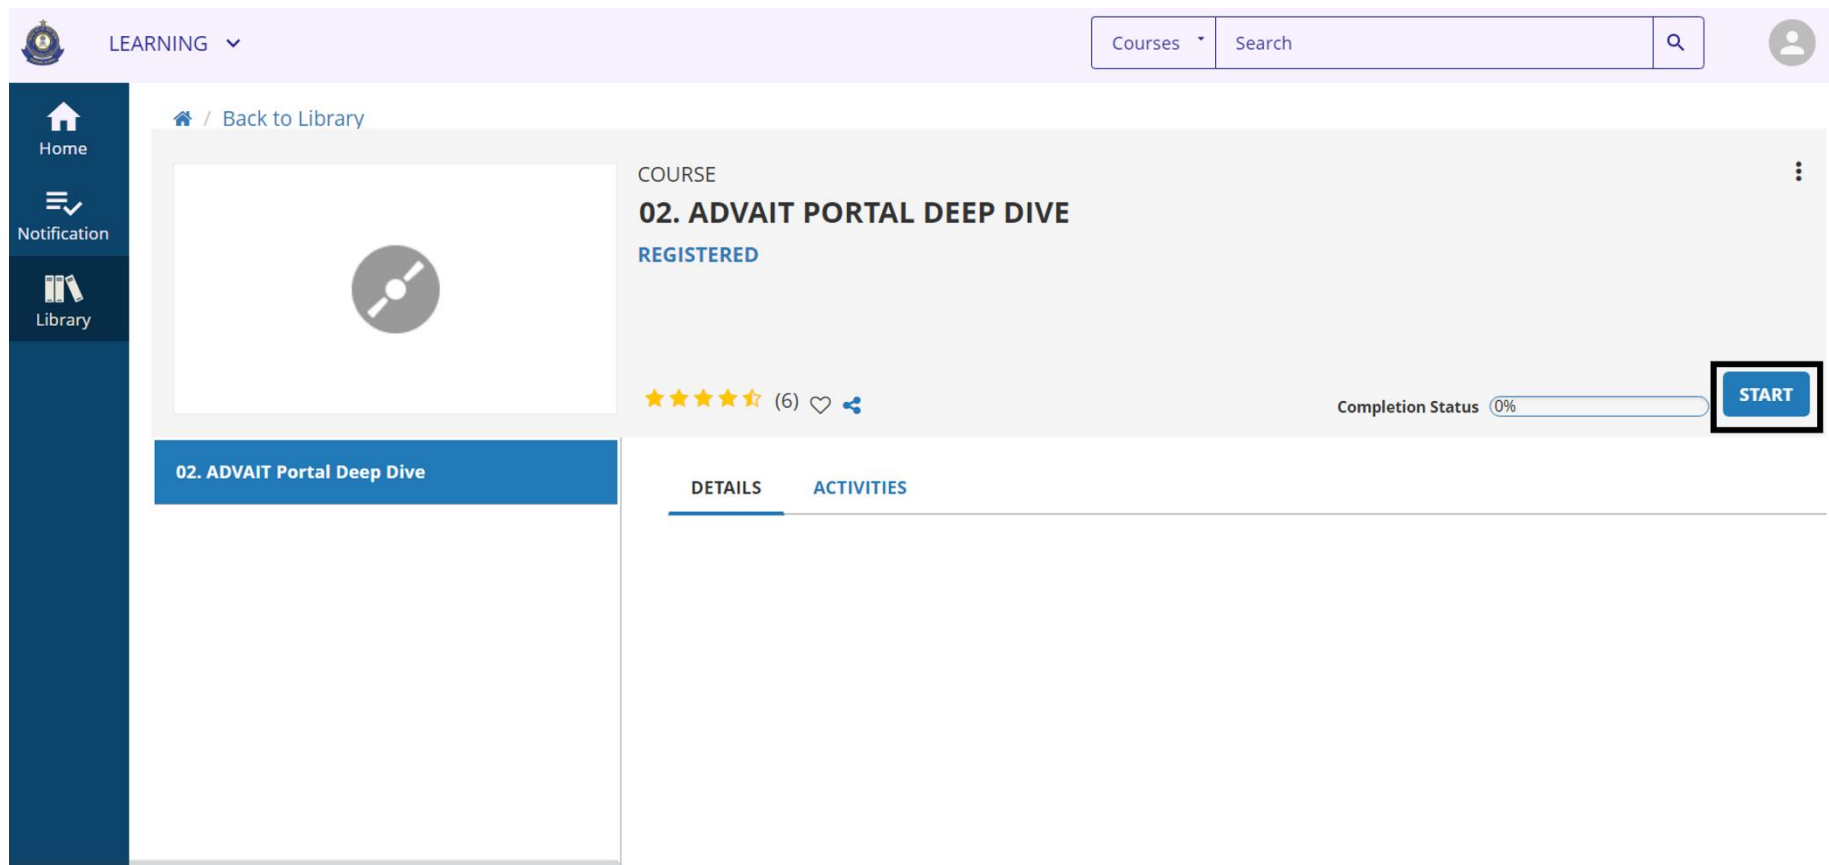 LEARNING
Courses
Search
Home
Notification
Library
/ Back to Library
COURSE
02. ADVAIT PORTAL DEEP DIVE
REGISTERED
(6)
Completion Status 0%
START
02. ADVAIT Portal Deep Dive
DETAILS ACTIVITIES